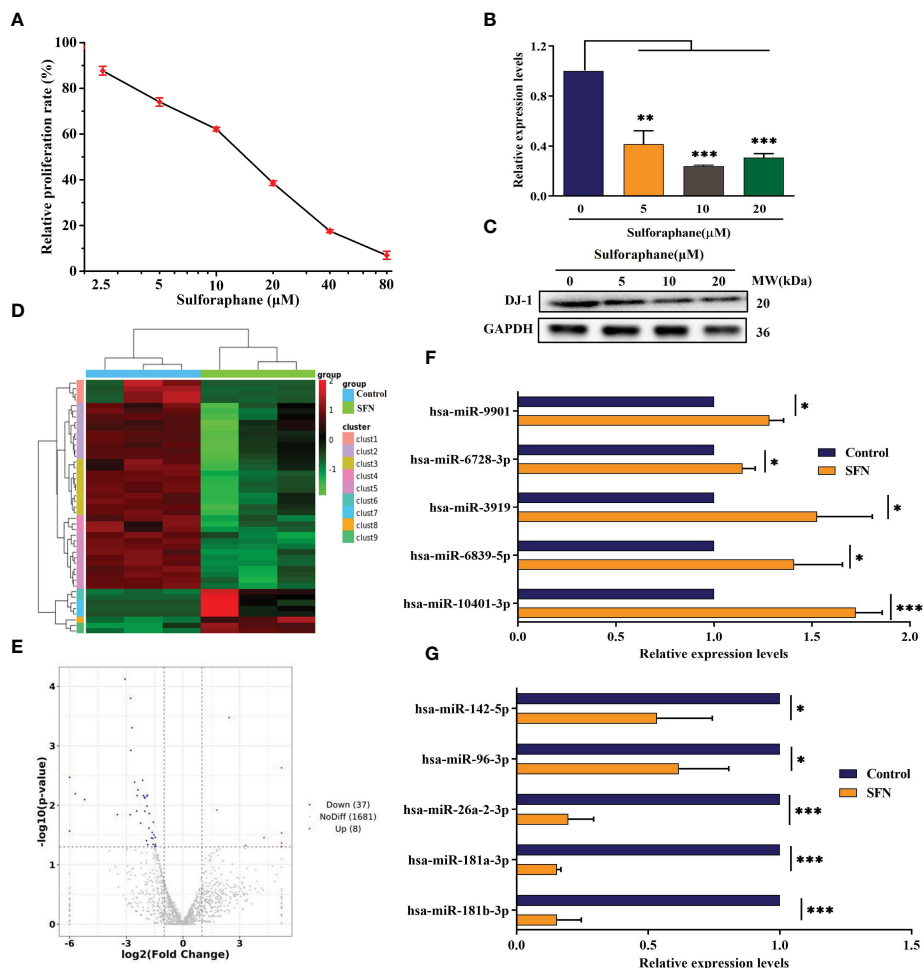 A
100
80
60
40
20
0
Relative proliferation rate (%)
2.5 5 10 20 40 80
Sulforaphane (µM)
B
1.2
0.8
0.4
0.0
Relative expression levels
** *** ***
0 5 10 20
Sulforaphane(µM)
C
Sulforaphane(µM)
0 5 10 20 MW(kDa)
DJ-1 20
GAPDH 36
D
group
2
1
0
-1
group
Control
SFN
cluster
clust1
clust2
clust3
clust4
clust5
clust6
clust7
clust8
clust9
E
4
3
2
1
0
-log10(p-value)
-6 -3 0 3
log2(Fold Change)
Down (37)
NoDiff (1681)
Up (8)
F
hsa-miR-9901 *
hsa-miR-6728-3p *
hsa-miR-3919 *
hsa-miR-6839-5p *
hsa-miR-10401-3p ***
Control
SFN
0.0 0.5 1.0 1.5 2.0
Relative expression levels
G
hsa-miR-142-5p *
hsa-miR-96-3p *
hsa-miR-26a-2-3p ***
hsa-miR-181a-3p ***
hsa-miR-181b-3p ***
Control
SFN
0.0 0.5 1.0 1.5
Relative expression levels